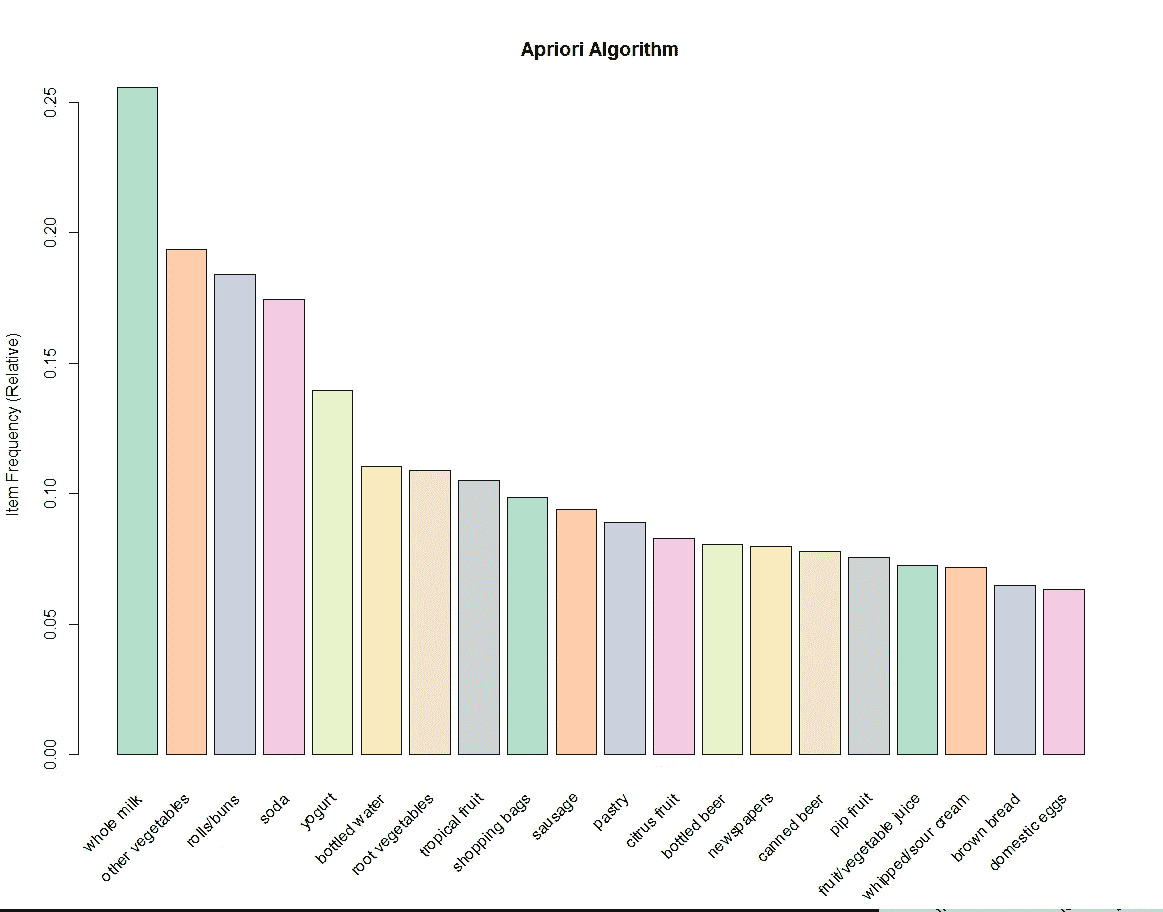 Apriori Algorithm
Item Frequency (Relative)
0.25
0.20
0.15
0.10
0.05
0.00
whole milk
other vegetables
rolls/buns
soda
yogurt
bottled water
root vegetables
tropical fruit
shopping bags
sausage
pastry
citrus fruit
bottled beer
newspapers
canned beer
pip fruit
fruit/vegetable juice
whipped/sour cream
brown bread
domestic eggs